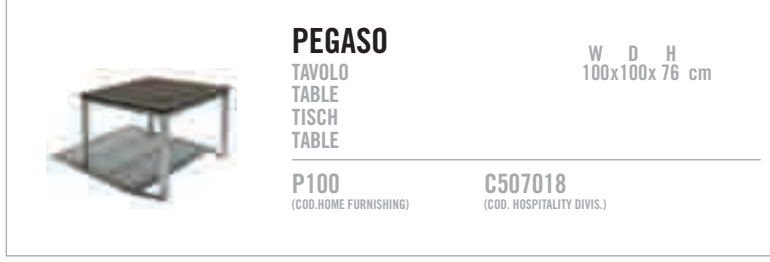 PEGASO
TAVOLO
TABLE
TISCH
TABLE
W D H
100x100x 76 cm
P100
(COD.HOME FURNISHING)
C507018
(COD. HOSPITALITY DIVIS.)